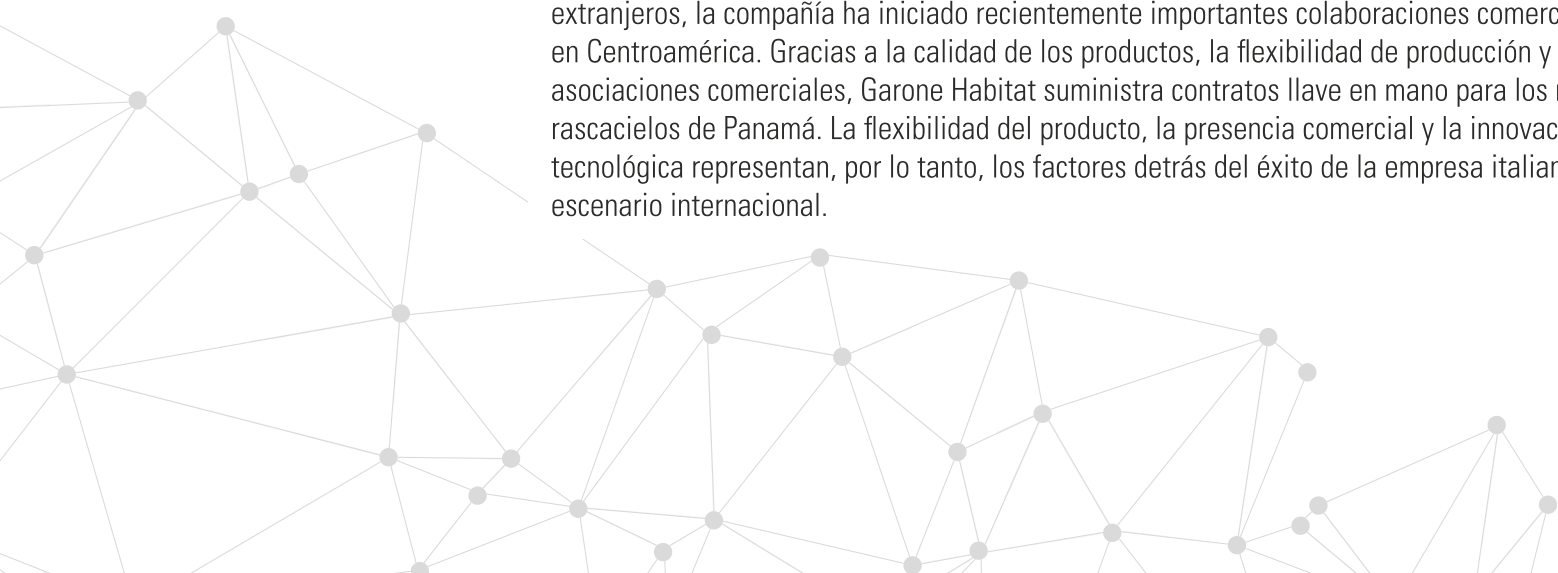 extranjeros, la compañía ha iniciado recientemente importantes colaboraciones
en Centroamérica. Gracias a la calidad de los productos, la flexibilidad de producción y
asociaciones comerciales, Garone Habitat suministra contratos llave en mano para los
rascacielos de Panamá. La flexibilidad del producto, la presencia comercial y la
tecnológica representan, por lo tanto, los factores detrás del éxito de la empresa
escenario internacional.